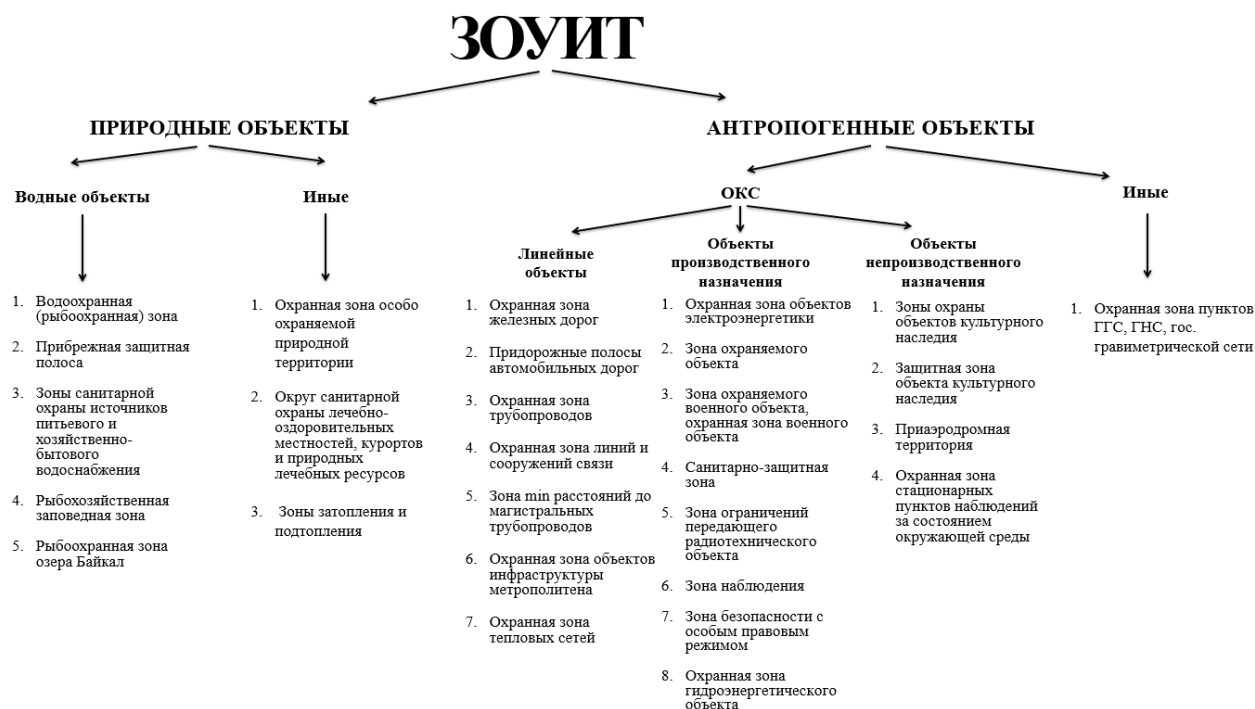 ЗОУИТ
ПРИРОДНЫЕ ОБЪЕКТЫ
АНТРОПОГЕННЫЕ ОБЪЕКТЫ
Водные объекты
Иные
ОКС
Иные
Линейные
объекты
Объекты
производственного
назначения
Объекты
непроизводственного
назначения
1. Водоохранная
(рыбоохранная) зона
2. Прибрежная защитная
полоса
3. Зоны санитарной
охраны источников
питьевого и
хозяйственно-
бытового
водоснабжения
4. Рыбохозяйственная
заповедная зона
5. Рыбоохранная зона
озера Байкал
1. Охранная зона особо
охраняемой
природной
территории
2. Округ санитарной
охраны лечебно-
оздоровительных
местностей, курортов
и природных
лечебных ресурсов
3. Зоны затопления и
подтопления
1. Охранная зона
железных дорог
2. Придорожные полосы
автомобильных дорог
3. Охранная зона
трубопроводов
4. Охранная зона линий и
сооружений связи
5. Зона min расстояний до
магистральных
трубопроводов
6. Охранная зона объектов
инфраструктуры
метрополитена
7. Охранная зона
тепловых сетей
1. Охранная зона объектов
электроэнергетики
2. Зона охраняемого
объекта
3. Зона охраняемого
военного объекта,
охранная зона военного
объекта
4. Санитарно-защитная
зона
5. Зона ограничений
передающего
радиотехнического
объекта
6. Зона наблюдения
7. Зона безопасности с
особым правовым
режимом
8. Охранная зона
гидроэнергетического
объекта
1. Зоны охраны
объектов культурного
наследия
2. Защитная зона
объекта культурного
наследия
3. Приаэродромная
территория
4. Охранная зона
стационарных
пунктов наблюдений
за состоянием
окружающей среды
1. Охранная зона пунктов
ГГС, ГНС, гос.
гравиметрической сети